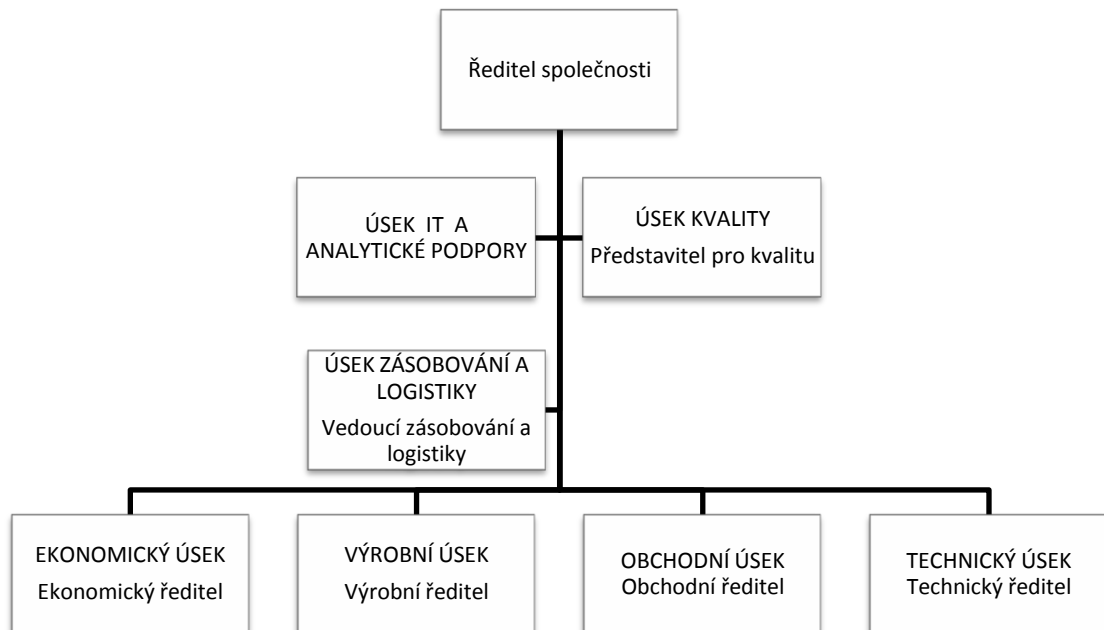 Ředitel společnosti
ÚSEK IT A
ANALYTICKÉ PODPORY
ÚSEK KVALITY
Představitel pro kvalitu
ÚSEK ZÁSOBOVÁNÍ A
LOGISTIKY
Vedoucí zásobování a
logistiky
EKONOMICKÝ ÚSEK
Ekonomický ředitel
VÝROBNÍ ÚSEK
Výrobní ředitel
OBCHODNÍ ÚSEK
Obchodní ředitel
TECHNICKÝ ÚSEK
Technický ředitel